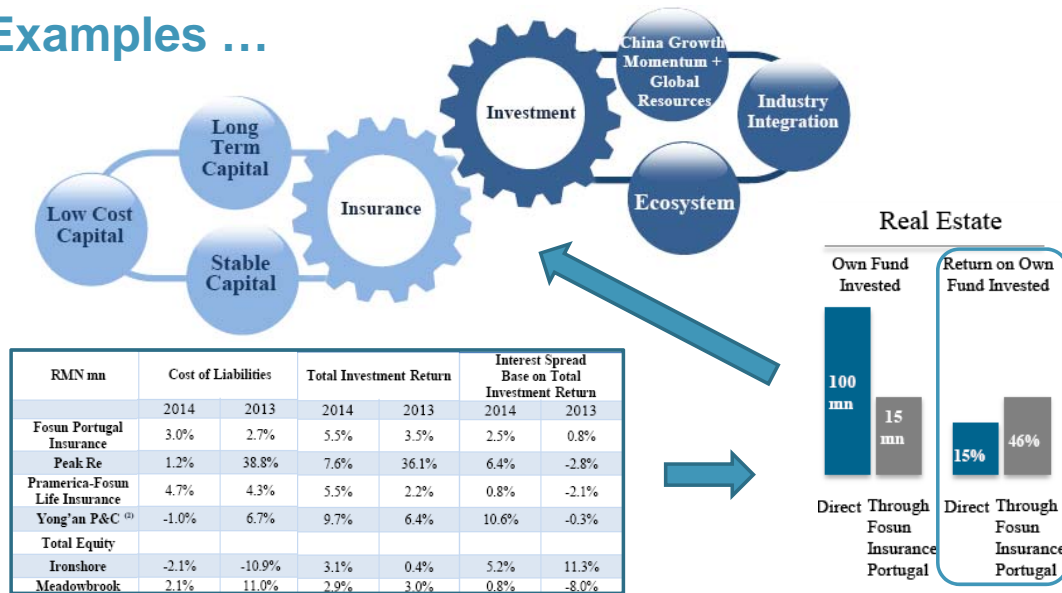 Examples …
China Growth
Momentum +
Global
Resources
Investment
Industry
Integration
Ecosystem
Long
Term
Capital
Insurance
Low Cost
Capital
Stable
Capital
Real Estate
Own Fund
Invested
Return on Own
Fund Invested
100
mn
15
mn
15%
46%
Direct
Through
Fosun
Insurance
Portugal
Direct
Through
Fosun
Insurance
Portugal
RMN mn Cost of Liabilities Total Investment Return Interest Spread
Base on Total
Investment Return
2014 2013 2014 2013 2014 2013
Fosun Portugal
Insurance 3.0% 2.7% 5.5% 3.5% 2.5% 0.8%
Peak Re 1.2% 38.8% 7.6% 36.1% 6.4% -2.8%
Pramerica-Fosun
Life Insurance 4.7% 4.3% 5.5% 2.2% 0.8% -2.1%
Yong'an P&C (2) -1.0% 6.7% 9.7% 6.4% 10.6% -0.3%
Total Equity
Ironshore -2.1% -10.9% 3.1% 0.4% 5.2% 11.3%
Meadowbrook 2.1% 11.0% 2.9% 3.0% 0.8% -8.0%